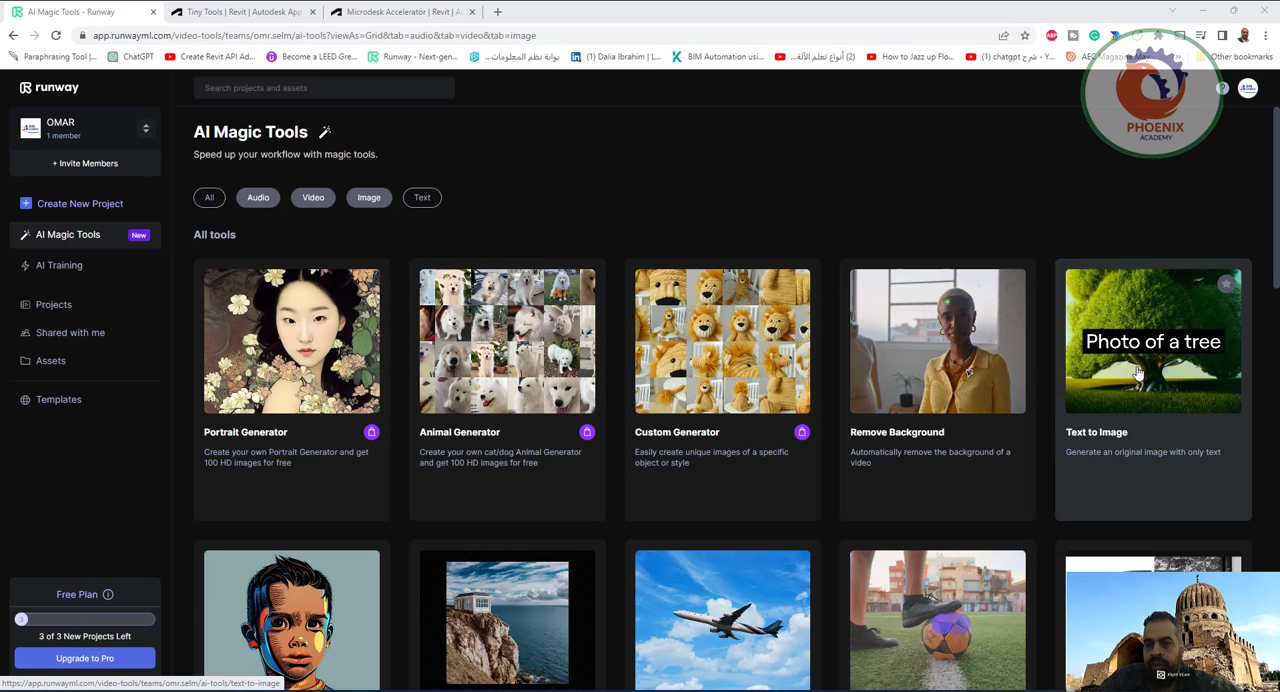 AI Magic Tools - Runway
Tiny Tools | Revit | Autodesk App
Microdesk Accelerator | Revit | A
app.runwayml.com/video-tools/teams/omr.selm/ai-tools?viewAs=Grid&tab=audio&tab=video&tab=image
Paraphrasing Tool |...
ChatGPT
Create Revit API Ad...
Become a LEED Gre...
Runway - Next-gen...
بوابة نظم المعلومات...
(1) Dalia Ibrahim | L...
BIM Automation usi...
(2) أنواع تعلم الآلة...
How to Jazz up Flo...
(1) chatgpt شرح - Y...
AEC Magazine May
Other bookmarks
runway
Search projects and assets
PHOENIX
ACADEMY
OMAR
1 member
+ Invite Members
Create New Project
AI Magic Tools
New
AI Training
Projects
Shared with me
Assets
Templates
Free Plan
3
3 of 3 New Projects Left
Upgrade to Pro
https://app.runwayml.com/video-tools/teams/omr.selm/ai-tools/text-to-image
AI Magic Tools
Speed up your workflow with magic tools.
All
Audio
Video
Image
Text
All tools
Portrait Generator
Create your own Portrait Generator and get
100 HD images for free
Animal Generator
Create your own cat/dog Animal Generator
and get 100 HD images for free
Custom Generator
Easily create unique images of a specific
object or style
Remove Background
Automatically remove the background of a
video
Photo of a tree
Text to Image
Generate an original image with only text
XSplit VCam